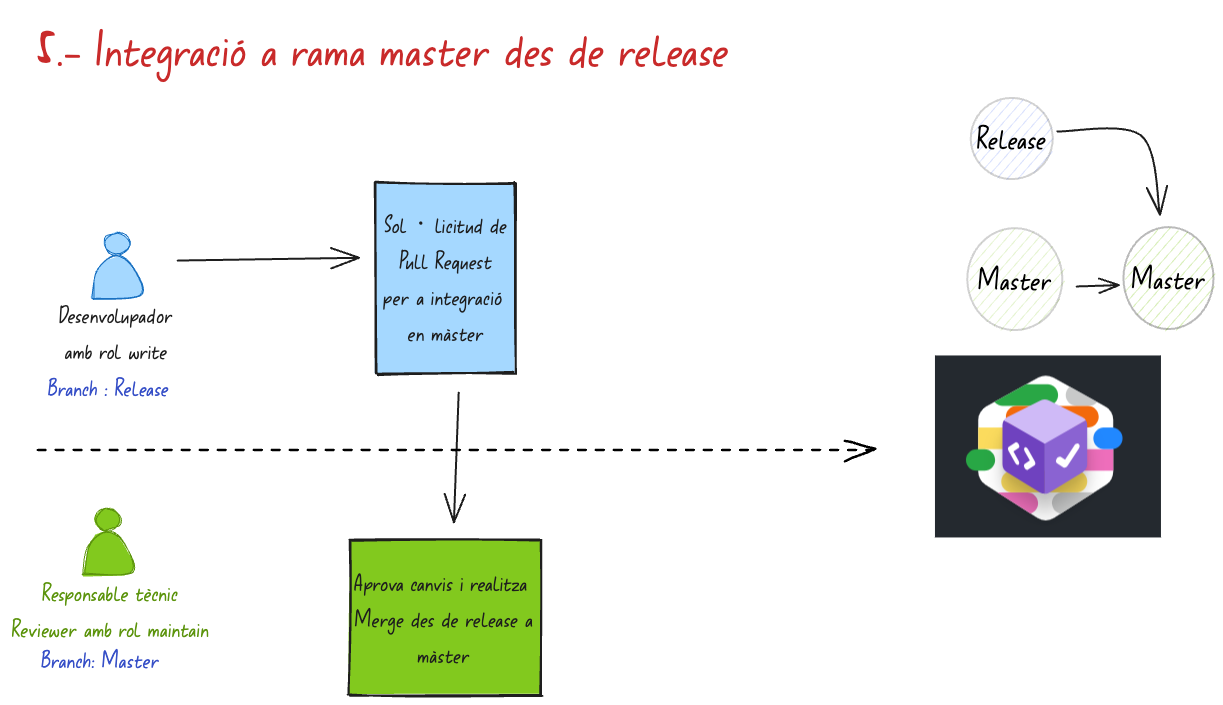 5.- Integració a rama master des de release
Release
Master
Master
Sol · licitud de
Pull Request
per a integració
en màster
Desenvolupador
amb rol write
Branch : Release
Responsable tècnic
Reviewer amb rol maintain
Branch: Master
Aprova canvis i realitza
Merge des de release a
màster